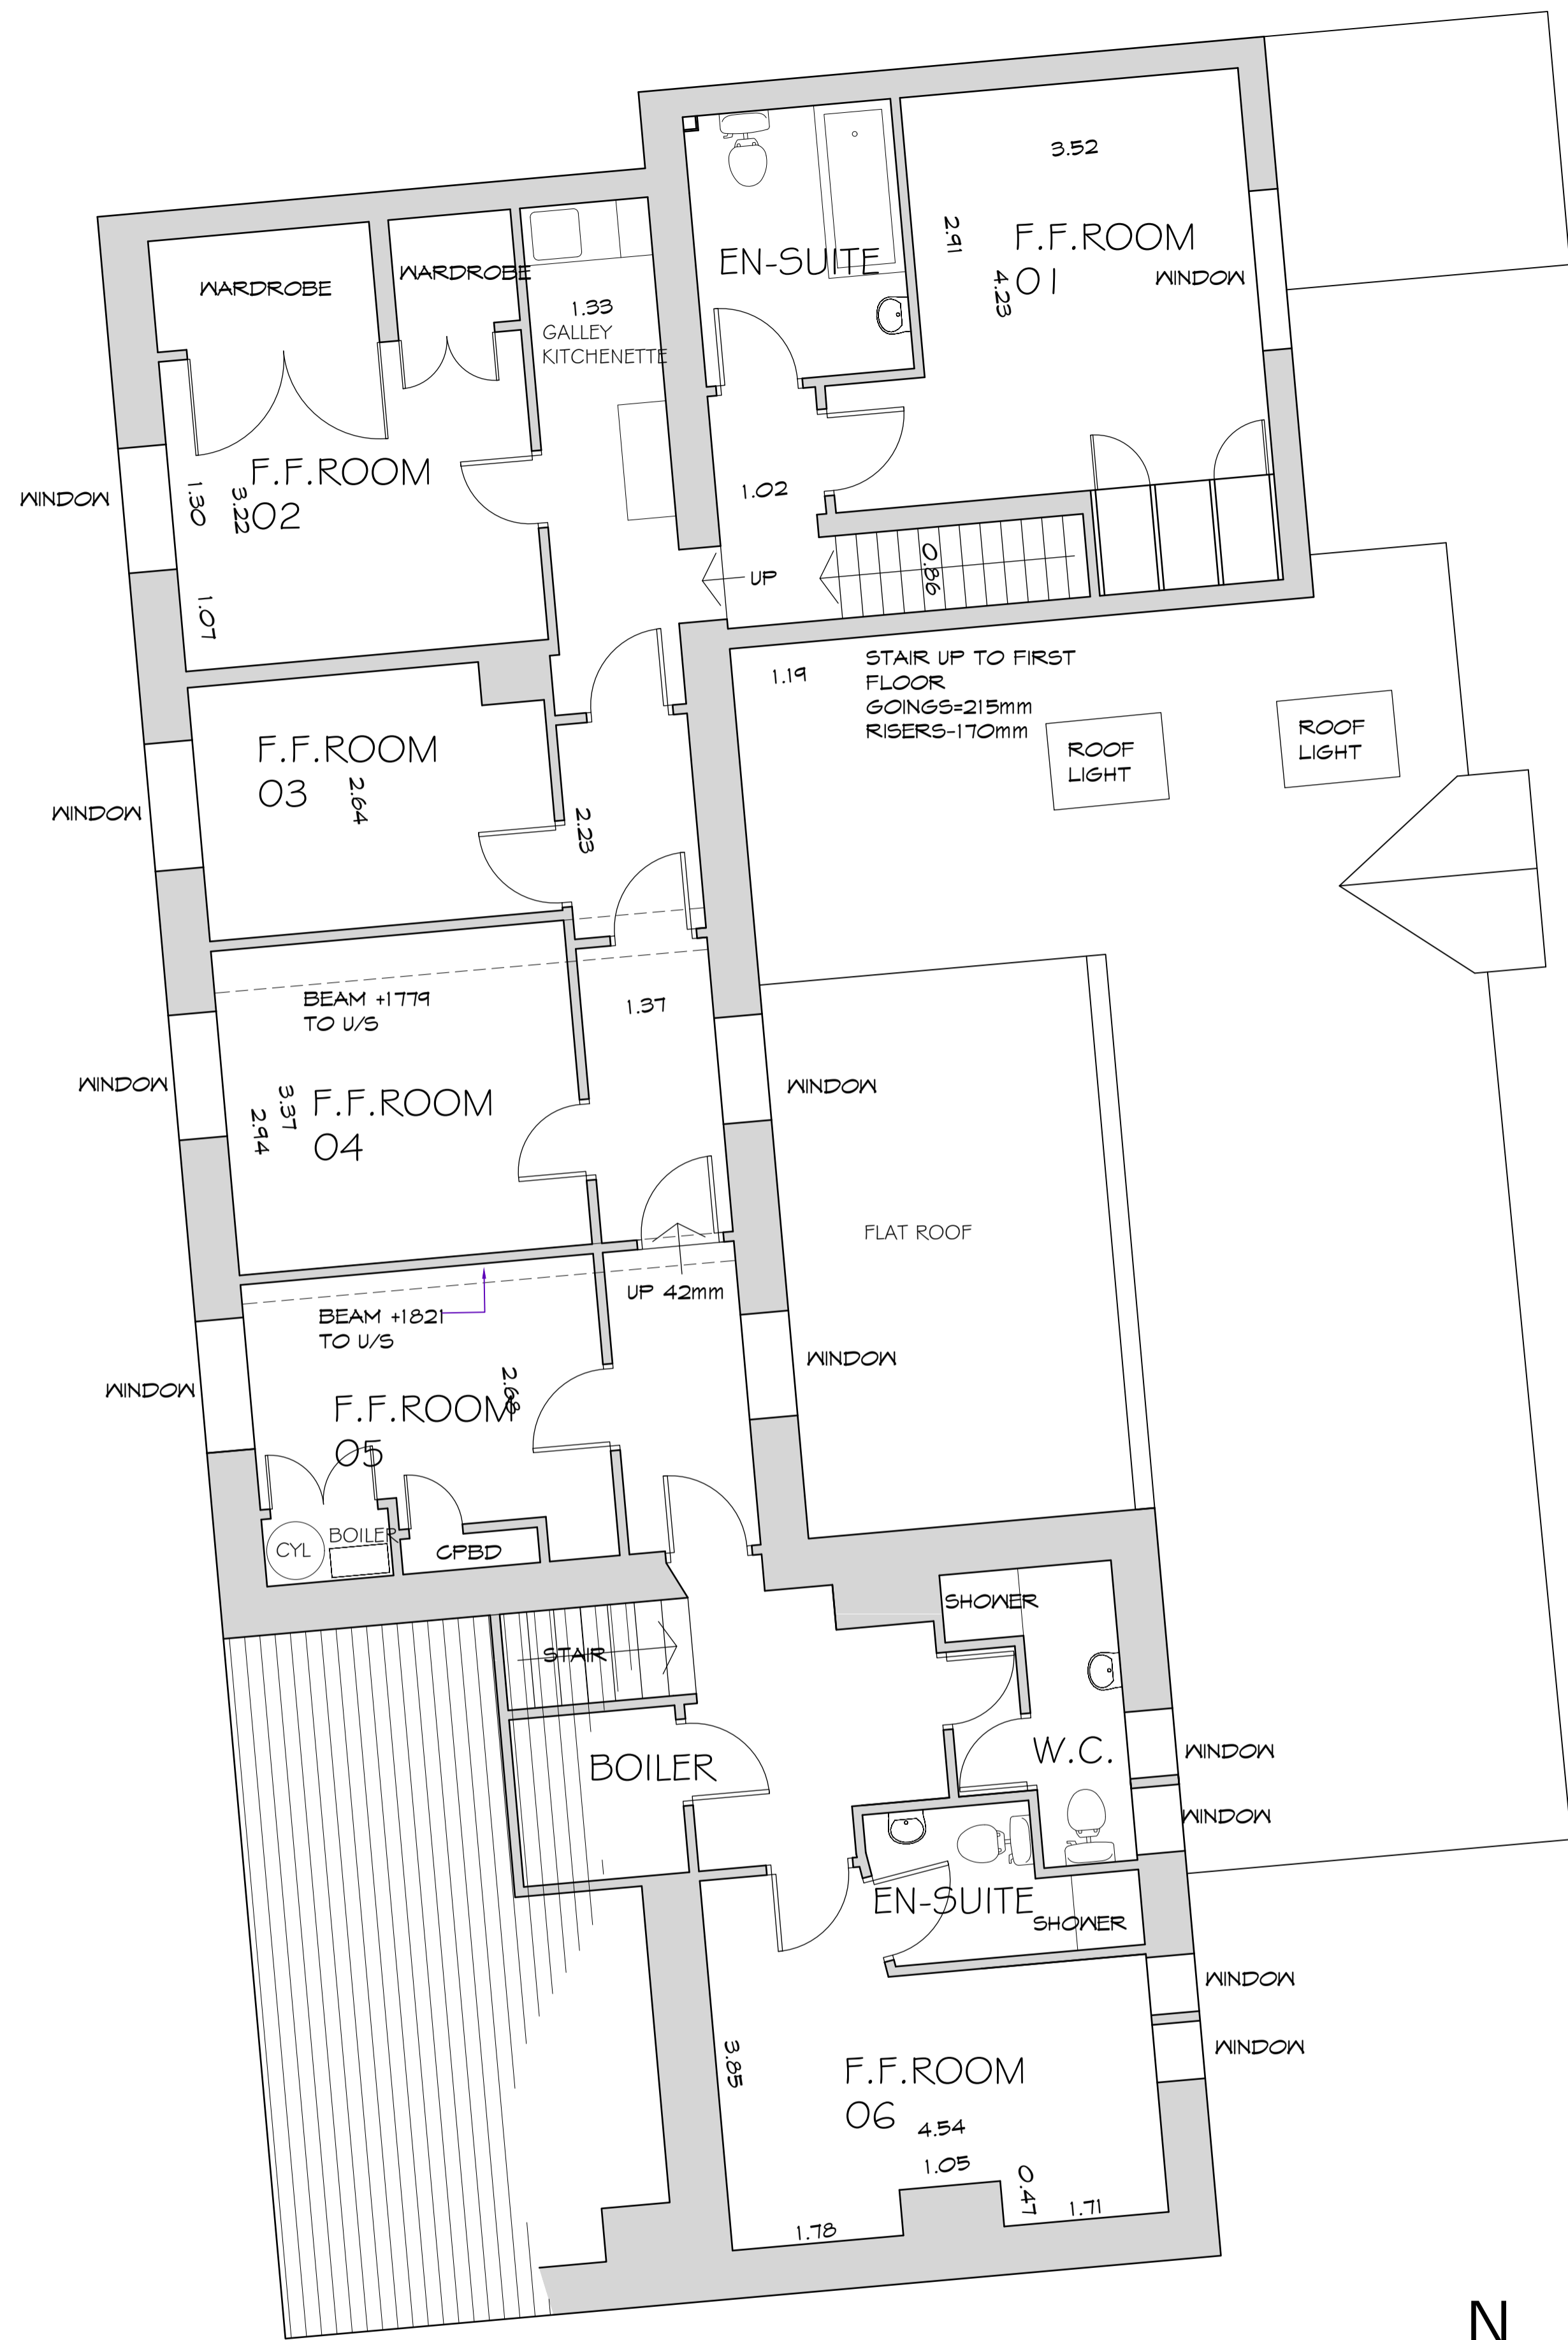 3.52
2.91
F.F.ROOM
01
4.23
WINDOW
EN-SUITE
WARDROBE
WARDROBE
1.33
GALLEY
KITCHENETTE
F.F.ROOM
02
1.30
3.22
WINDOW
1.07
1.02
UP
0.86
1.19
STAIR UP TO FIRST
FLOOR
GOINGS=215mm
RISERS-170mm
ROOF
LIGHT
ROOF
LIGHT
F.F.ROOM
03
2.64
WINDOW
2.23
BEAM +1779
TO U/S
1.37
WINDOW
WINDOW
3.37
2.94
F.F.ROOM
04
FLAT ROOF
UP 42mm
BEAM +1821
TO U/S
WINDOW
WINDOW
2.68
F.F.ROOM
05
CYL
BOILER
CPBD
SHOWER
STAIR
BOILER
W.C.
WINDOW
WINDOW
EN-SUITE
SHOWER
WINDOW
WINDOW
3.85
F.F.ROOM
06
4.54
1.05
0.47
1.71
1.78
N